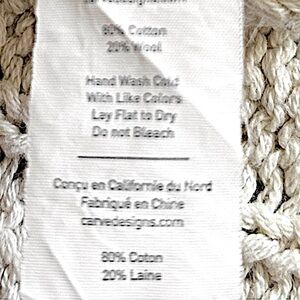 80% Cotton
20% Wool
Hand Wash Cold
With Like Colors
Lay Flat to Dry
Do not Bleach
Conçu en Californie du Nord
Fabriqué en Chine
carvedesigns.com
80% Coton
20% Laine